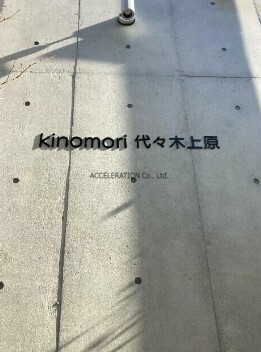 kinomori 代々木上原
ACCELERATION Co., Ltd.